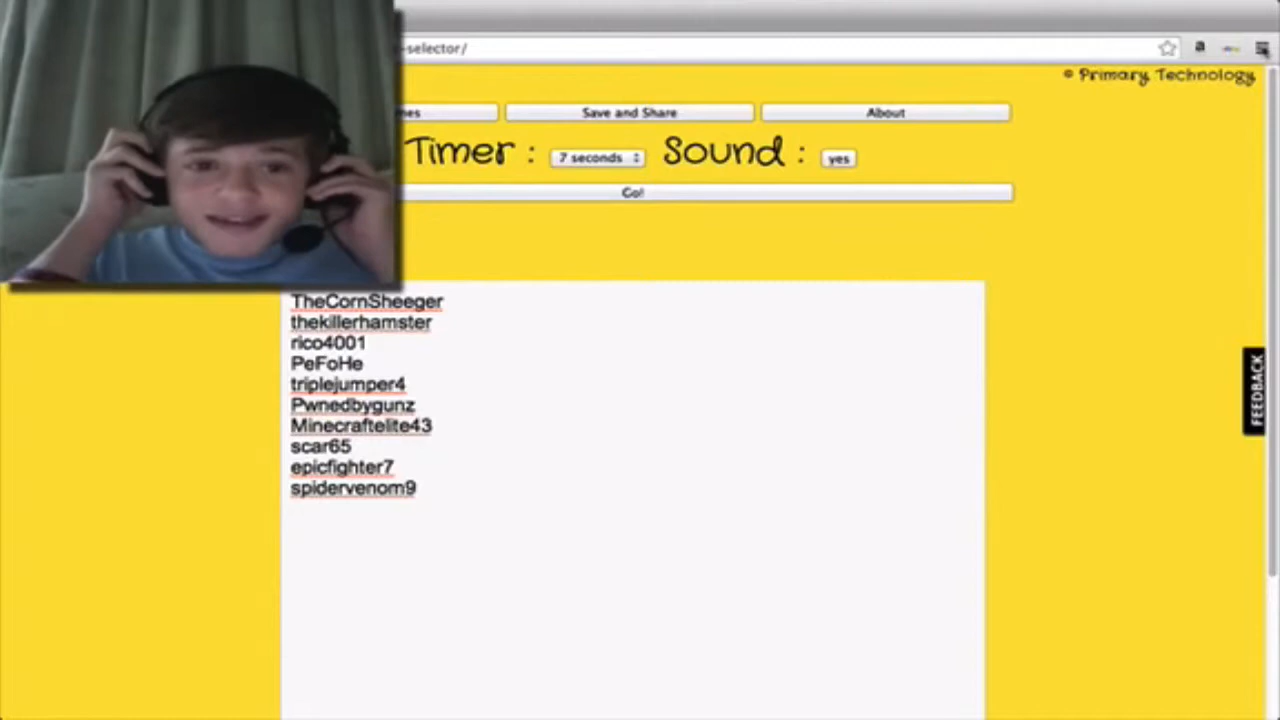 -selector/
a
© Primary Technology
mes
Save and Share
About
Timer : 7 seconds Sound : yes
Go!
TheCornSheeger
thekillerhamster
rico4001
PeFoHe
triplejumper4
Pwnedbygunz
Minecraftelite43
scar65
epicfighter7
spidervenom9
FEEDBACK